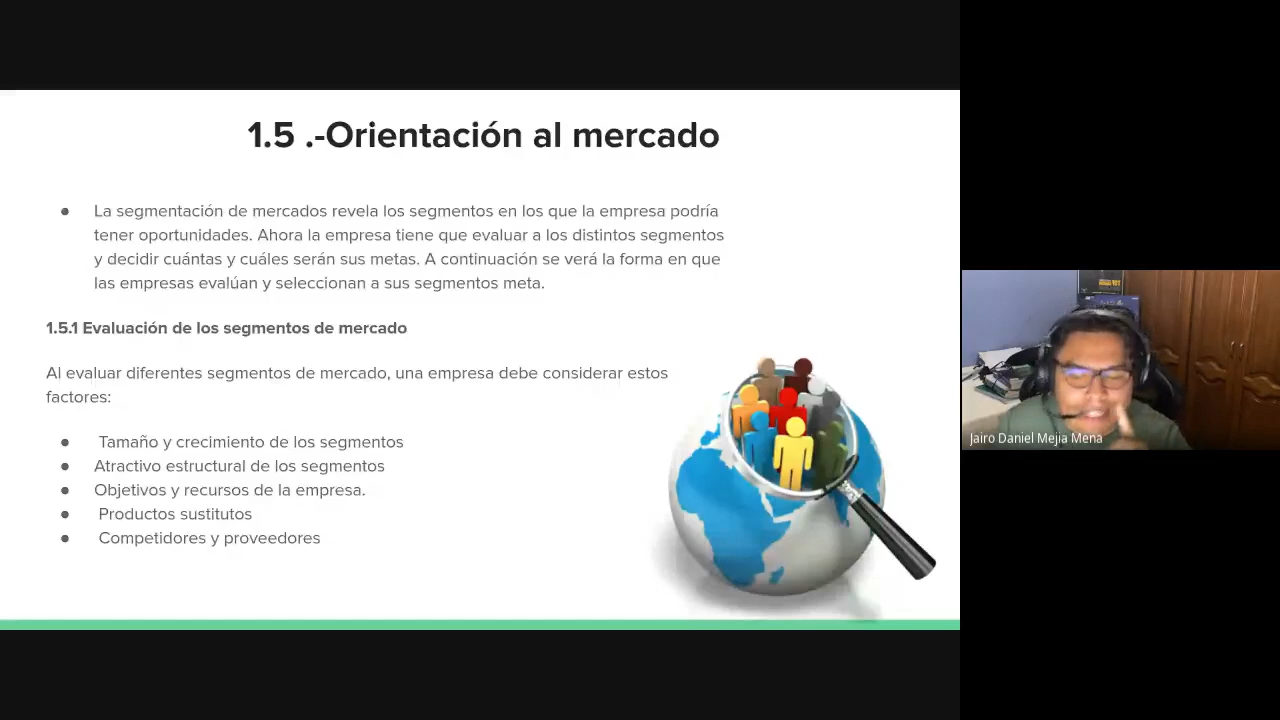 1.5 .-Orientación al mercado
● La segmentación de mercados revela los segmentos en los que la empresa podría
tener oportunidades. Ahora la empresa tiene que evaluar a los distintos segmentos
y decidir cuántas y cuáles serán sus metas. A continuación se verá la forma en que
las empresas evalúan y seleccionan a sus segmentos meta.
1.5.1 Evaluación de los segmentos de mercado
Al evaluar diferentes segmentos de mercado, una empresa debe considerar estos
factores:
● Tamaño y crecimiento de los segmentos
● Atractivo estructural de los segmentos
● Objetivos y recursos de la empresa.
● Productos sustitutos
● Competidores y proveedores
Jairo Daniel Mejia Mena